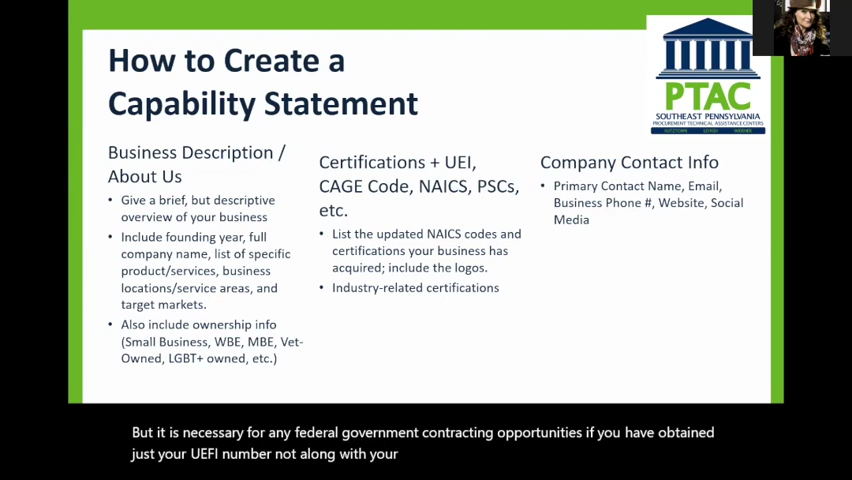 How to Create a
Capability Statement
PTAC
SOUTHEAST PENNSYLVANIA
PROCUREMENT TECHNICAL ASSISTANCE CENTERS
Business Description /
About Us
• Give a brief, but descriptive
overview of your business
• Include founding year, full
company name, list of specific
product/services, business
locations/service areas, and
target markets.
• Also include ownership info
(Small Business, WBE, MBE, Vet-
Owned, LGBT+ owned, etc.)
Certifications + UEI,
CAGE Code, NAICS, PSCs,
etc.
• List the updated NAICS codes and
certifications your business has
acquired; include the logos.
• Industry-related certifications
Company Contact Info
• Primary Contact Name, Email,
Business Phone #, Website, Social
Media
But it is necessary for any federal government contracting opportunities if you have obtained
just your UEFI number not along with your